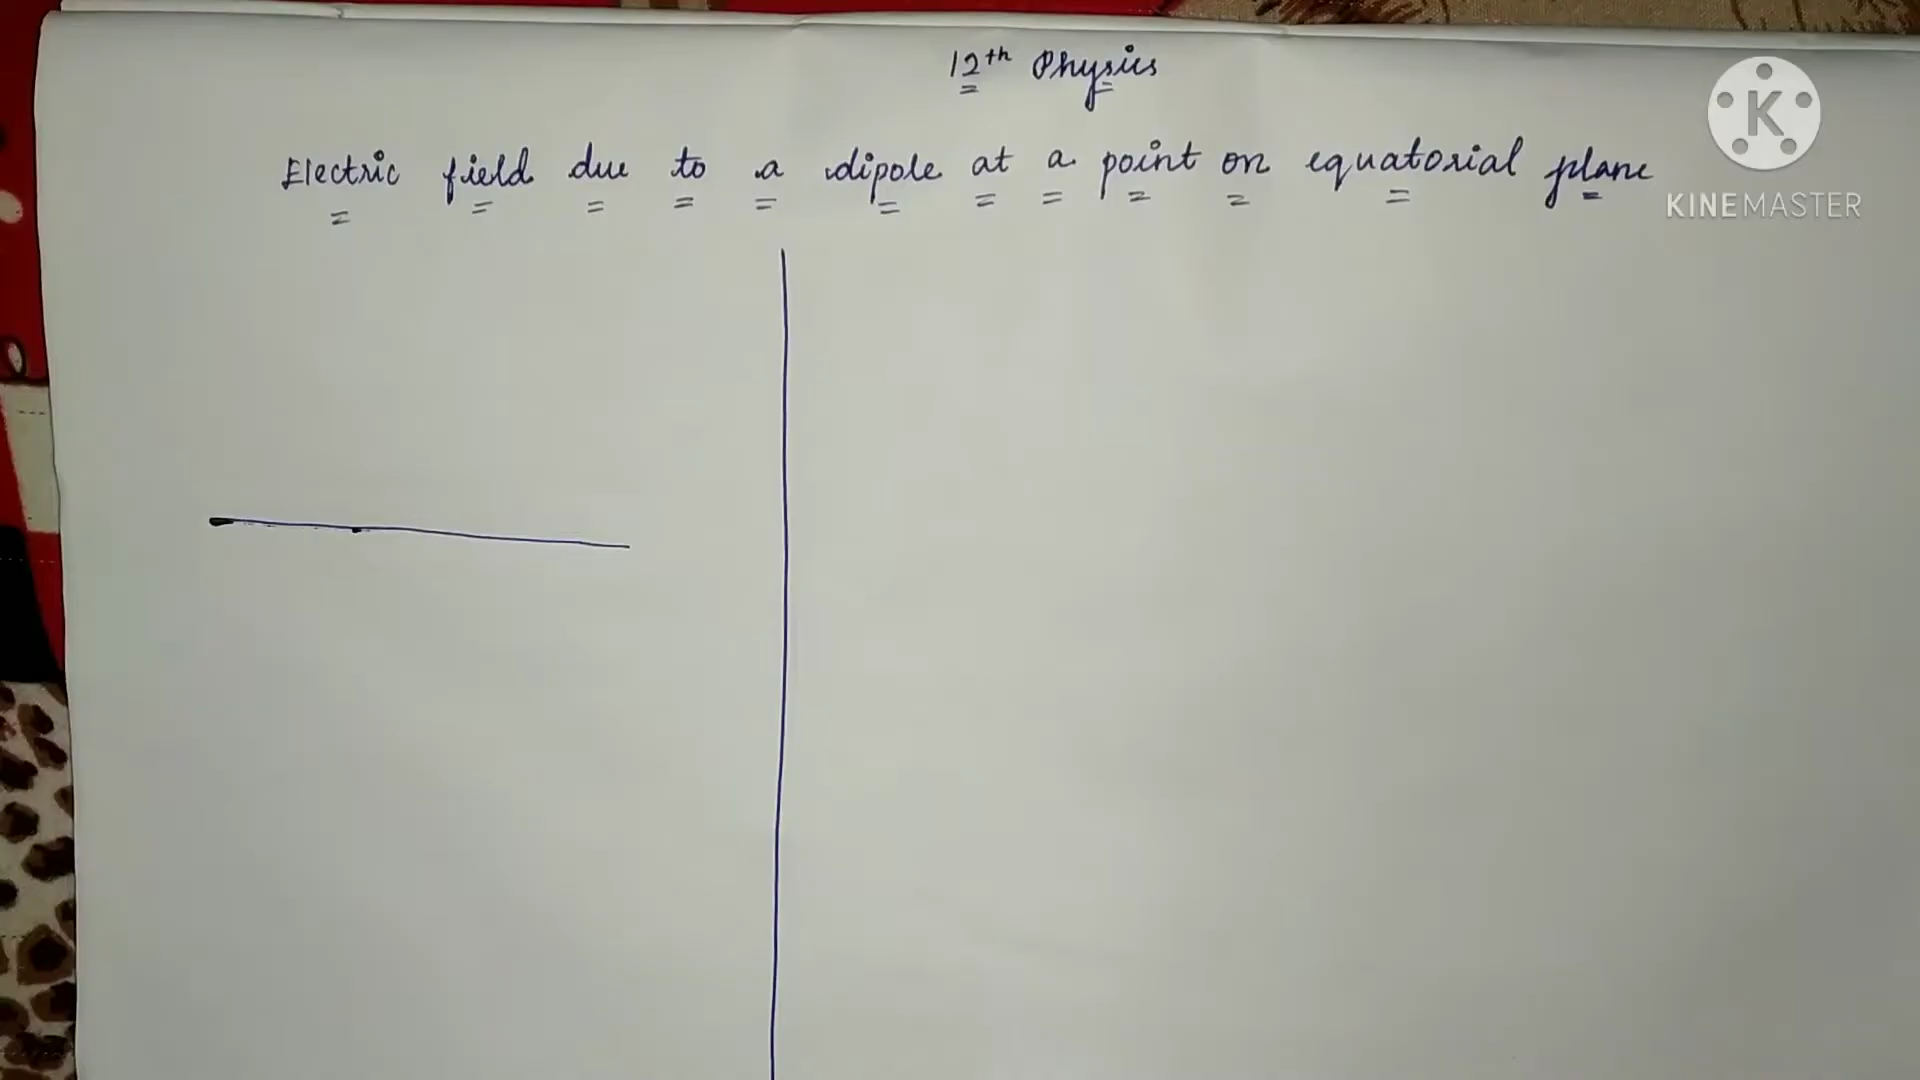 12th Physics
Electric field due to a dipole at a point on equatorial plane
K
KINEMASTER